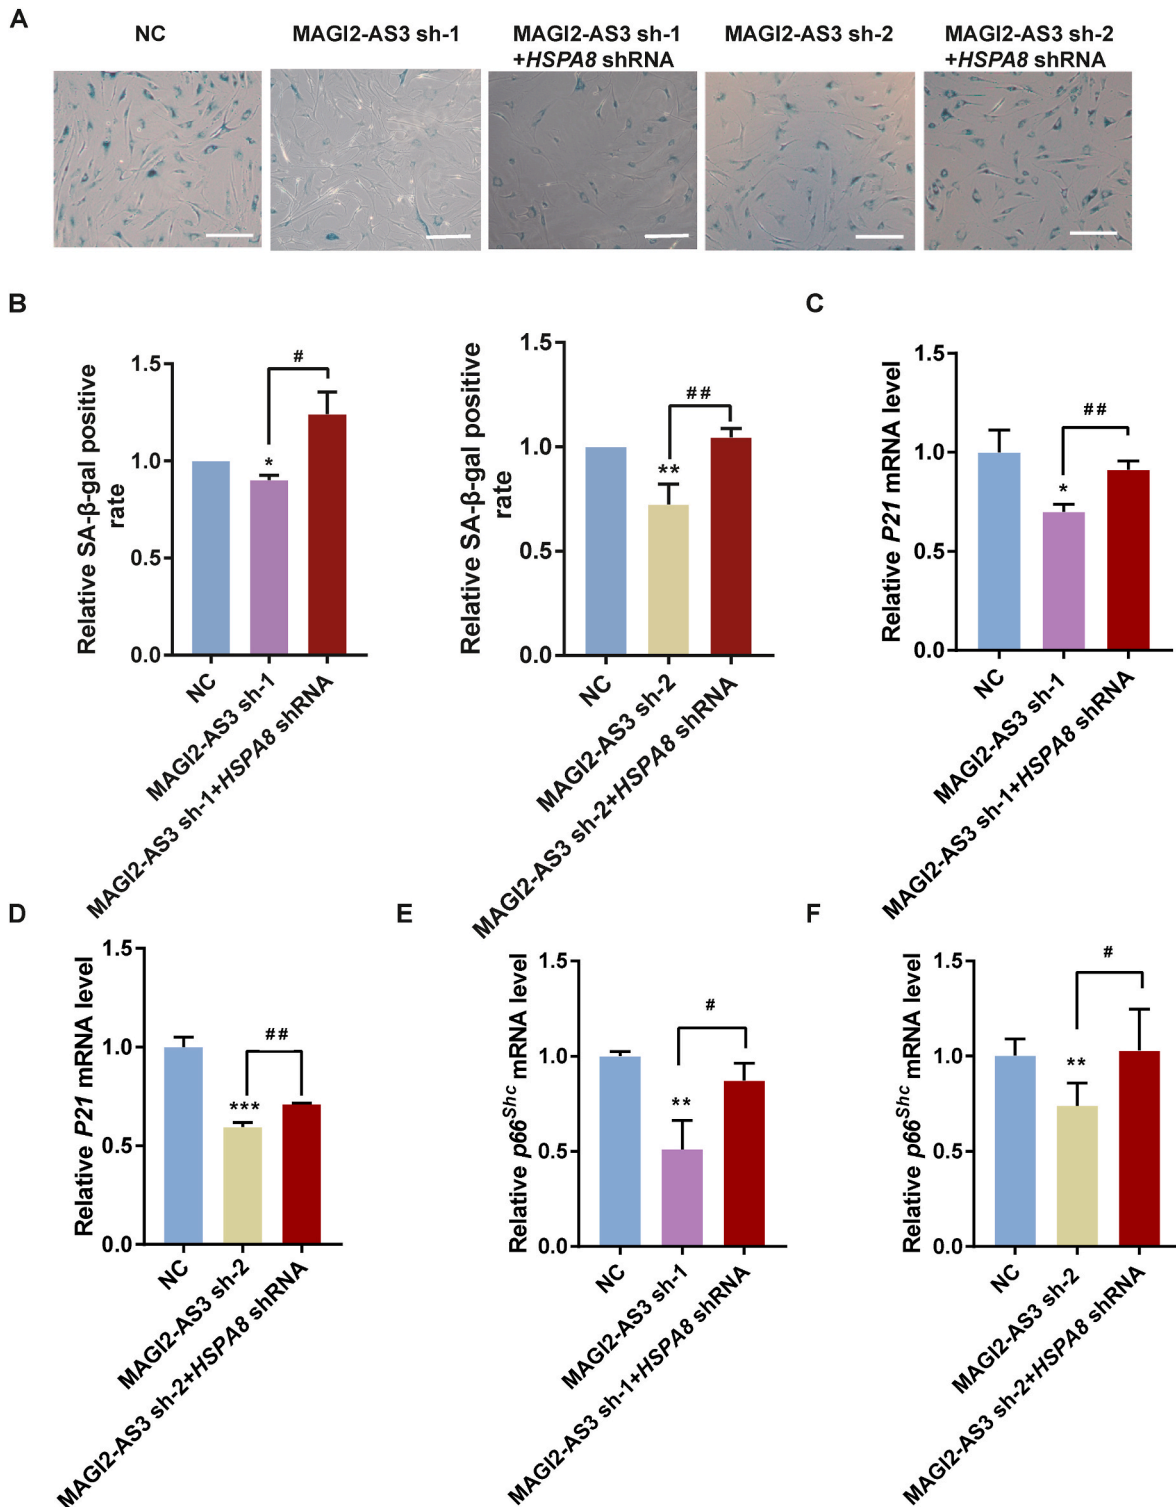 A
NC
MAGI2-AS3 sh-1
MAGI2-AS3 sh-1
+HSPA8 shRNA
MAGI2-AS3 sh-2
MAGI2-AS3 sh-2
+HSPA8 shRNA
B
Relative SA-β-gal positive
rate
1.5
1.0
0.5
0.0
#
*
NC
MAGI2-AS3 sh-1
MAGI2-AS3 sh-1+HSPA8 shRNA
Relative SA-β-gal positive
rate
1.5
1.0
0.5
0.0
##
**
NC
MAGI2-AS3 sh-2
MAGI2-AS3 sh-2+HSPA8 shRNA
C
Relative P21 mRNA level
1.5
1.0
0.5
0.0
##
*
NC
MAGI2-AS3 sh-1
MAGI2-AS3 sh-1+HSPA8 shRNA
D
Relative P21 mRNA level
1.5
1.0
0.5
0.0
##
***
NC
MAGI2-AS3 sh-2
MAGI2-AS3 sh-2+HSPA8 shRNA
E
Relative p66Shc mRNA level
1.5
1.0
0.5
0.0
#
**
NC
MAGI2-AS3 sh-1
MAGI2-AS3 sh-1+HSPA8 shRNA
F
Relative p66Shc mRNA level
1.5
1.0
0.5
0.0
#
**
NC
MAGI2-AS3 sh-2
MAGI2-AS3 sh-2+HSPA8 shRNA